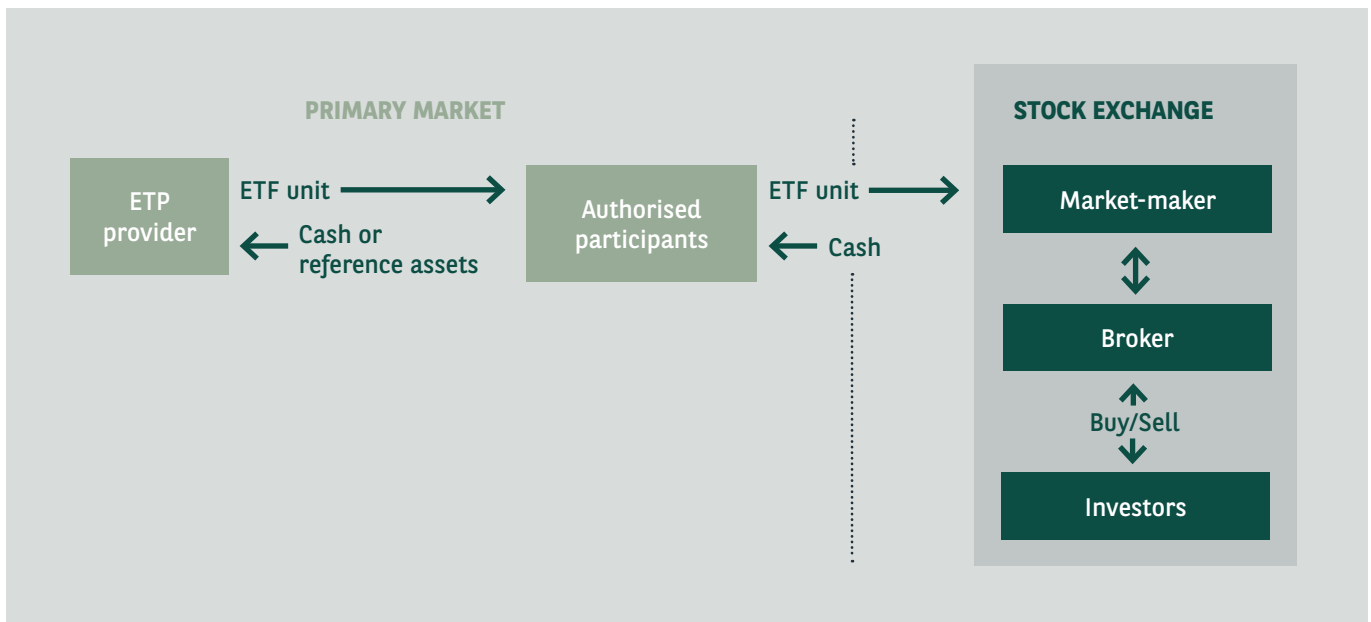 PRIMARY MARKET
ETP
provider
ETF unit
Cash or
reference assets
Authorised
participants
ETF unit
Cash
STOCK EXCHANGE
Market-maker
Broker
Buy/Sell
Investors